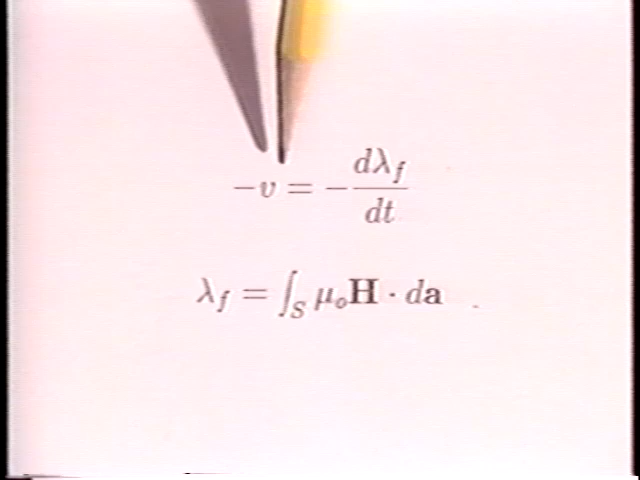 −v = − dλ_f / dt
λ_f = ∫_S μ_o H · da